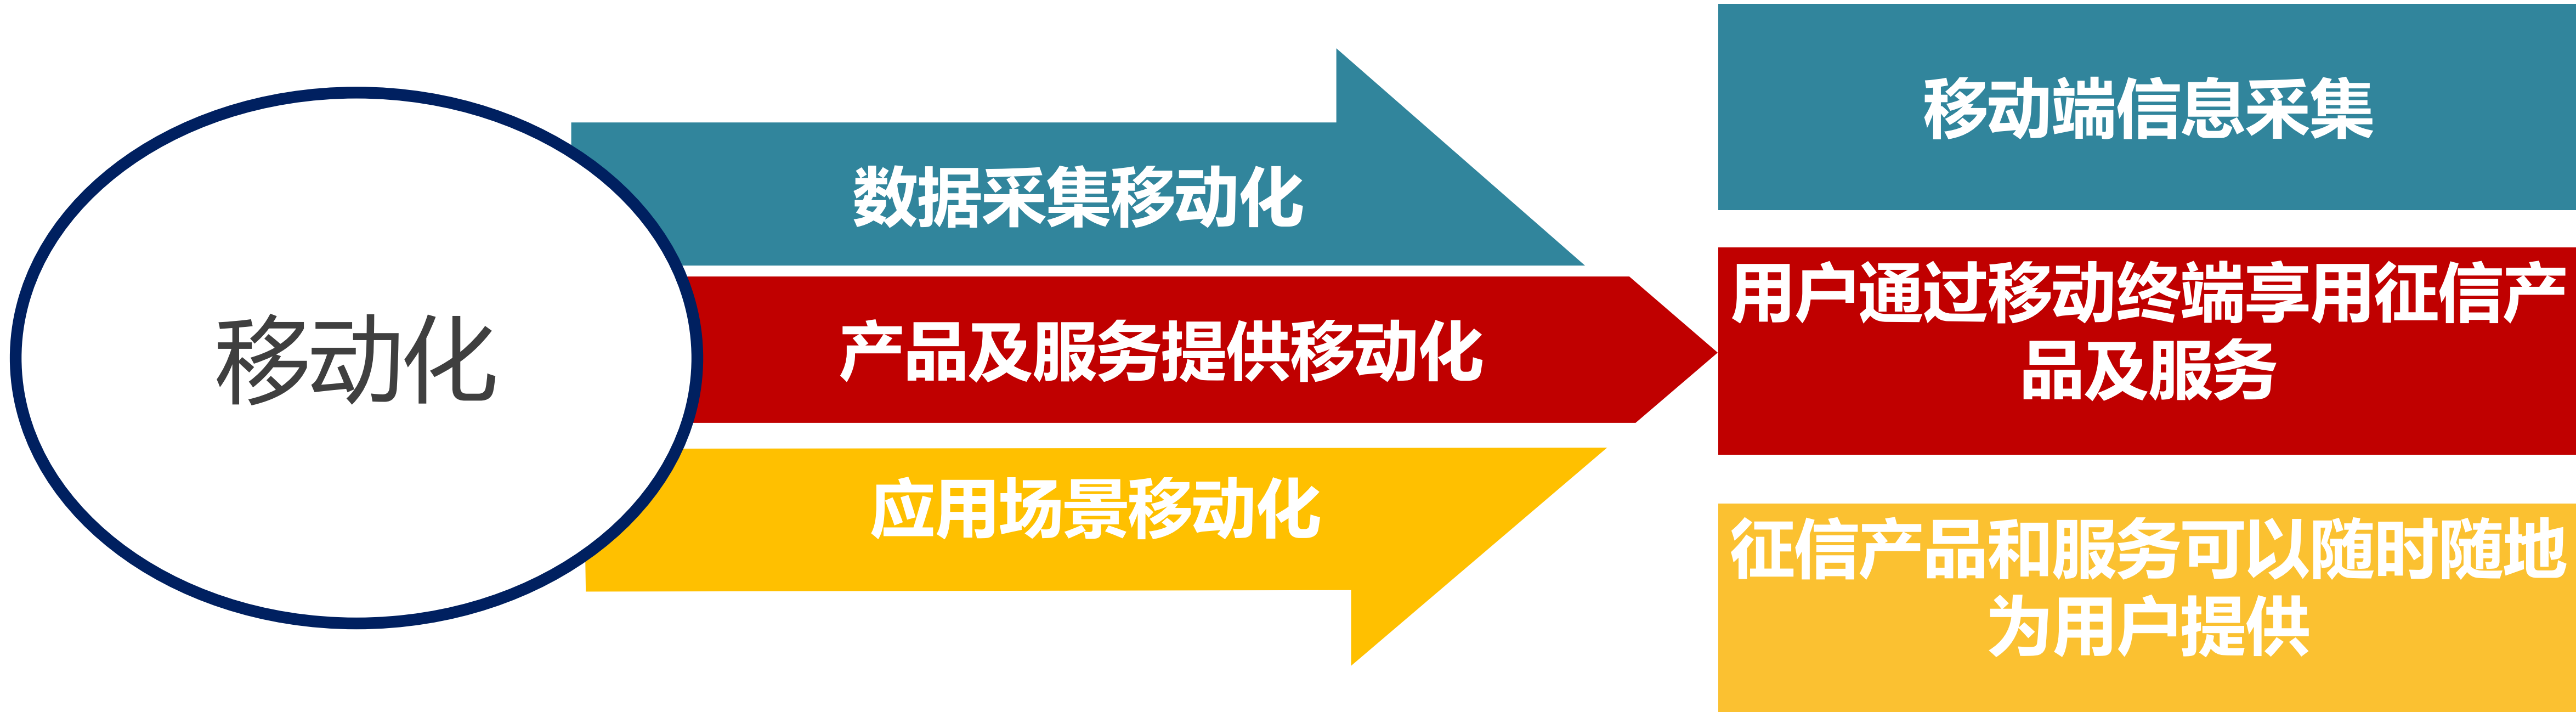 移动化
数据采集移动化
产品及服务提供移动化
应用场景移动化
移动端信息采集
用户通过移动终端享用征信产
品及服务
征信产品和服务可以随时随地
为用户提供